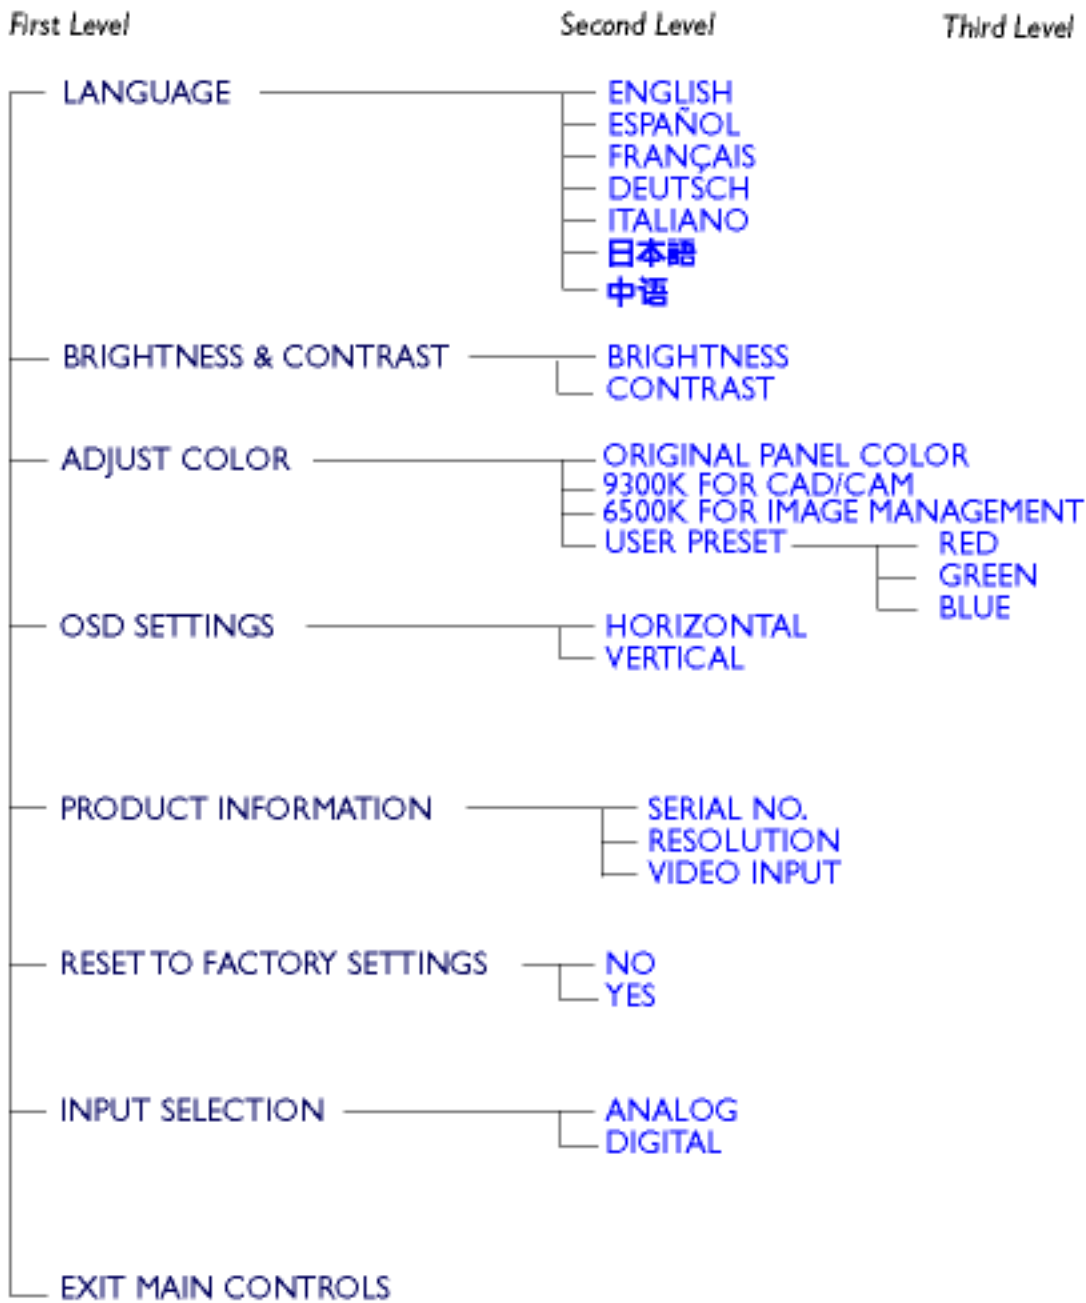 First Level Second Level Third Level
LANGUAGE ENGLISH
ESPAÑOL
FRANÇAIS
DEUTSCH
ITALIANO
日本語
中语
BRIGHTNESS & CONTRAST BRIGHTNESS
CONTRAST
ADJUST COLOR ORIGINAL PANEL COLOR
9300K FOR CAD/CAM
6500K FOR IMAGE MANAGEMENT
USER PRESET RED
GREEN
BLUE
OSD SETTINGS HORIZONTAL
VERTICAL
PRODUCT INFORMATION SERIAL NO.
RESOLUTION
VIDEO INPUT
RESET TO FACTORY SETTINGS NO
YES
INPUT SELECTION ANALOG
DIGITAL
EXIT MAIN CONTROLS